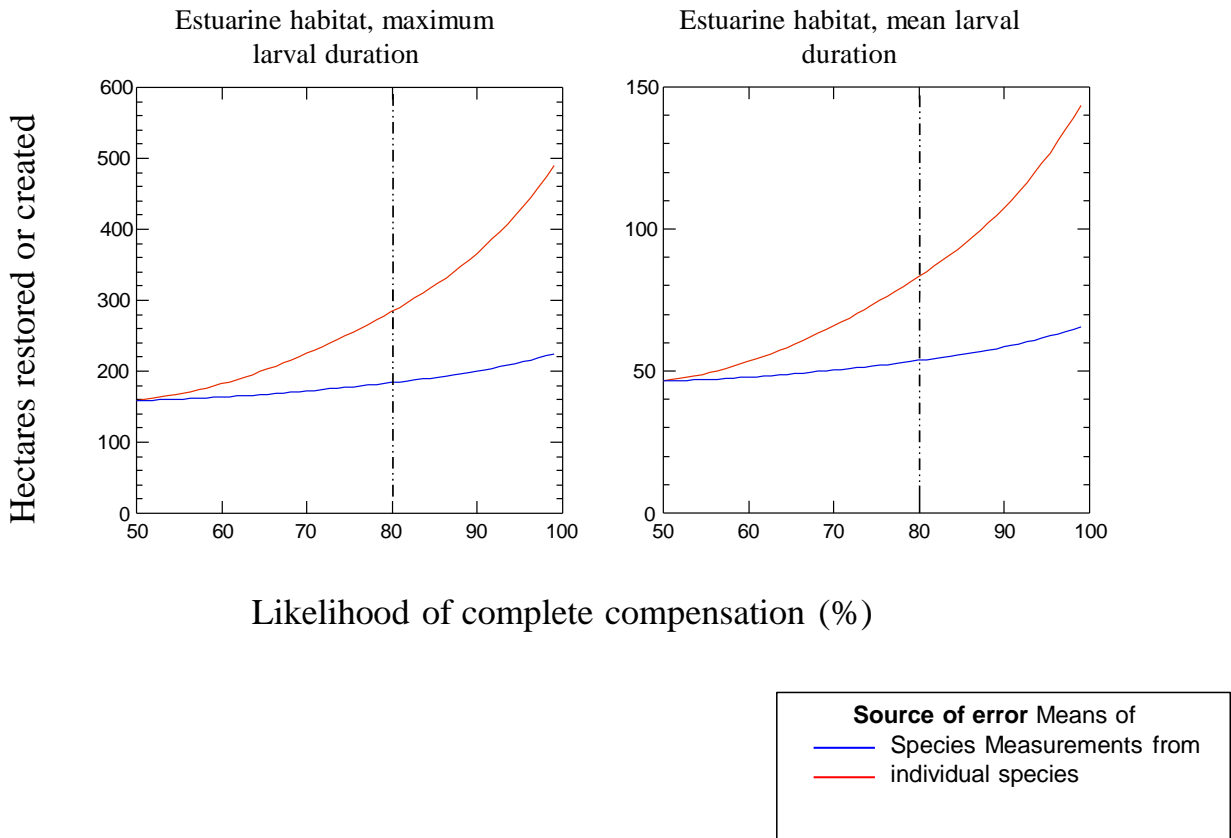 Estuarine habitat, maximum
larval duration
Estuarine habitat, mean larval
duration
Hectares restored or created
600
500
400
300
200
100
0
50 60 70 80 90 100
150
100
50
0
50 60 70 80 90 100
Likelihood of complete compensation (%)
Source of error Means of
Species Measurements from
individual species